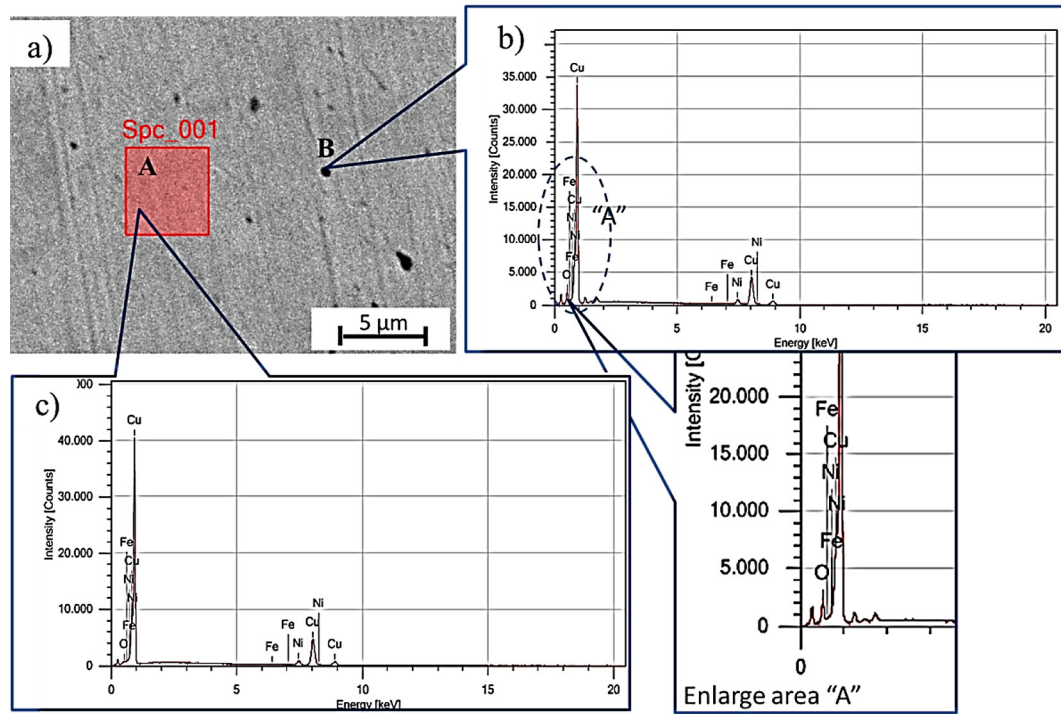 a)
Spc_001
A
B
5 µm
b)
Intensity [Counts]
35.000
30.000
25.000
20.000
15.000
10.000
5.000
0
Cu
Fe
Cu
Ni
Ni
Fe
O
“A”
Fe
Fe
Ni
Cu
Ni
Cu
0
5
10
15
20
Energy [keV]
c)
Intensity [Counts]
40.000
30.000
20.000
10.000
0
Cu
Fe
Cu
Ni
Ni
Fe
O
Fe
Fe
Ni
Cu
Ni
Cu
0
5
10
15
20
Energy [keV]
20.000
15.000
10.000
5.000
0
Fe
Cu
Ni
Ni
Fe
O
0
Enlarge area “A”